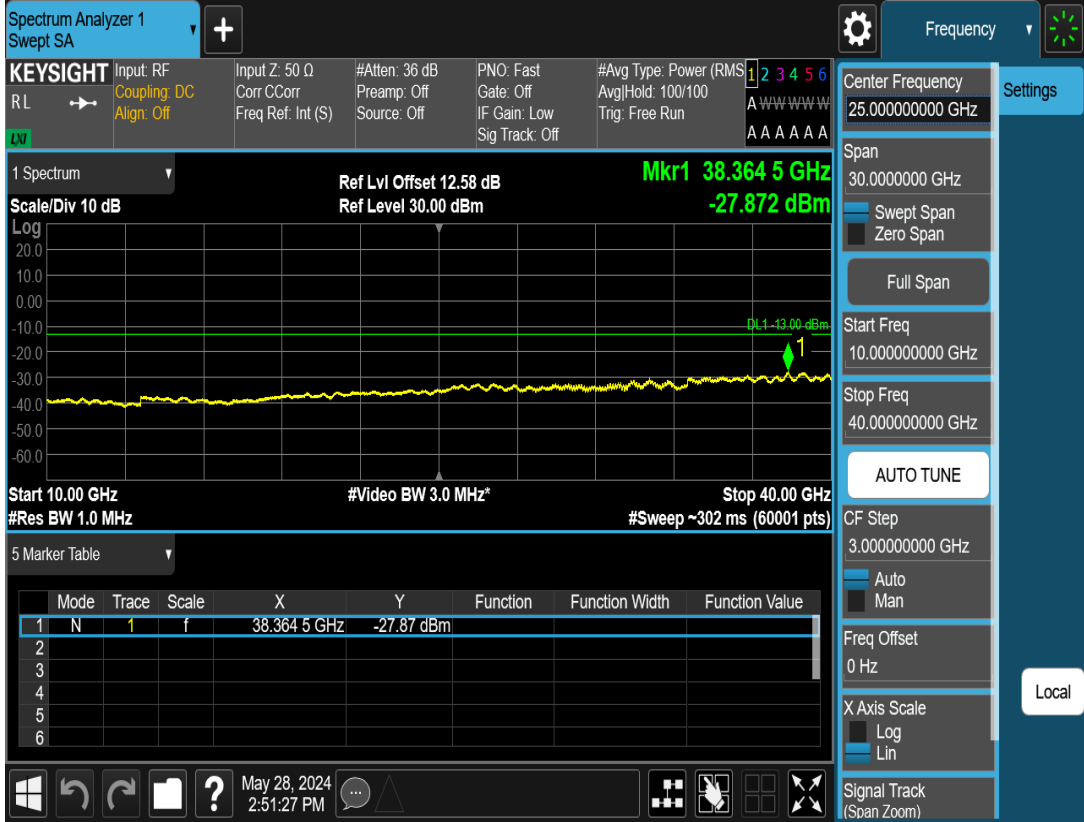 Spectrum Analyzer 1
Swept SA
+
Frequency
KEYSIGHT
RL
LXI
Input: RF
Coupling: DC
Align: Off
Input Z: 50 Ω
Corr CCorr
Freq Ref: Int (S)
#Atten: 36 dB
Preamp: Off
Source: Off
PNO: Fast
Gate: Off
IF Gain: Low
Sig Track: Off
#Avg Type: Power (RMS
Avg|Hold: 100/100
Trig: Free Run
1 2 3 4 5 6
A W W W W W
A A A A A A
1 Spectrum
Scale/Div 10 dB
Ref Lvl Offset 12.58 dB
Ref Level 30.00 dBm
Mkr1 38.364 5 GHz
-27.872 dBm
Log
20.0
10.0
0.00
-10.0
-20.0
-30.0
-40.0
-50.0
-60.0
DL1 -13.00 dBm
1
Start 10.00 GHz
#Video BW 3.0 MHz*
Stop 40.00 GHz
#Res BW 1.0 MHz
#Sweep ~302 ms (60001 pts)
5 Marker Table
Mode Trace Scale X Y Function Function Width Function Value
1 N 1 f 38.364 5 GHz -27.87 dBm
2
3
4
5
6
May 28, 2024
2:51:27 PM
?
Center Frequency
25.000000000 GHz
Span
30.0000000 GHz
Swept Span
Zero Span
Full Span
Start Freq
10.000000000 GHz
Stop Freq
40.000000000 GHz
AUTO TUNE
CF Step
3.000000000 GHz
Auto
Man
Freq Offset
0 Hz
X Axis Scale
Log
Lin
Signal Track
(Span Zoom)
Settings
Local